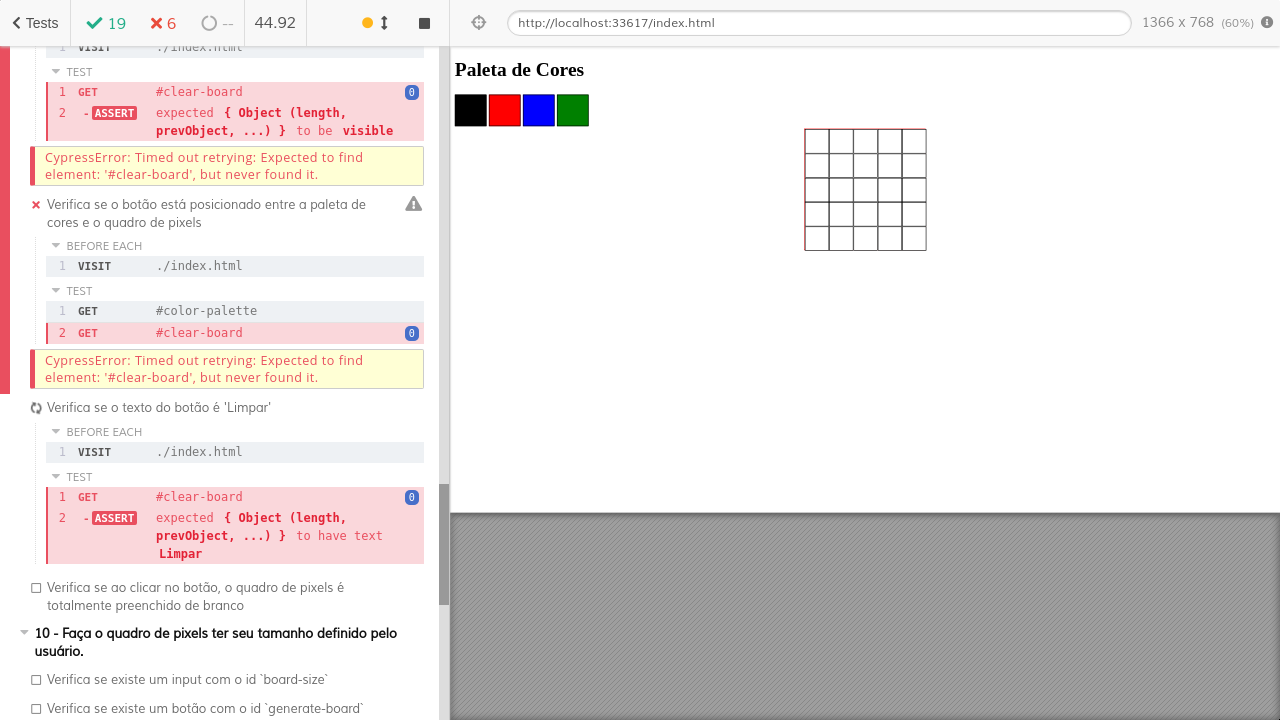 Tests 19 6 -- 44.92 http://localhost:33617/index.html 1366 x 768 (60%)
1 VISIT ./index.html
TEST
1 GET #clear-board 0
2 -ASSERT expected { Object (length,
prevObject, ...) } to be visible
CypressError: Timed out retrying: Expected to find
element: '#clear-board', but never found it.
Verifica se o botão está posicionado entre a paleta de
cores e o quadro de pixels
BEFORE EACH
1 VISIT ./index.html
TEST
1 GET #color-palette
2 GET #clear-board 0
CypressError: Timed out retrying: Expected to find
element: '#clear-board', but never found it.
Verifica se o texto do botão é 'Limpar'
BEFORE EACH
1 VISIT ./index.html
TEST
1 GET #clear-board 0
2 -ASSERT expected { Object (length,
prevObject, ...) } to have text
Limpar
Verifica se ao clicar no botão, o quadro de pixels é
totalmente preenchido de branco
10 - Faça o quadro de pixels ter seu tamanho definido pelo
usuário.
Verifica se existe um input com o id `board-size`
Verifica se existe um botão com o id `generate-board`
Paleta de Cores